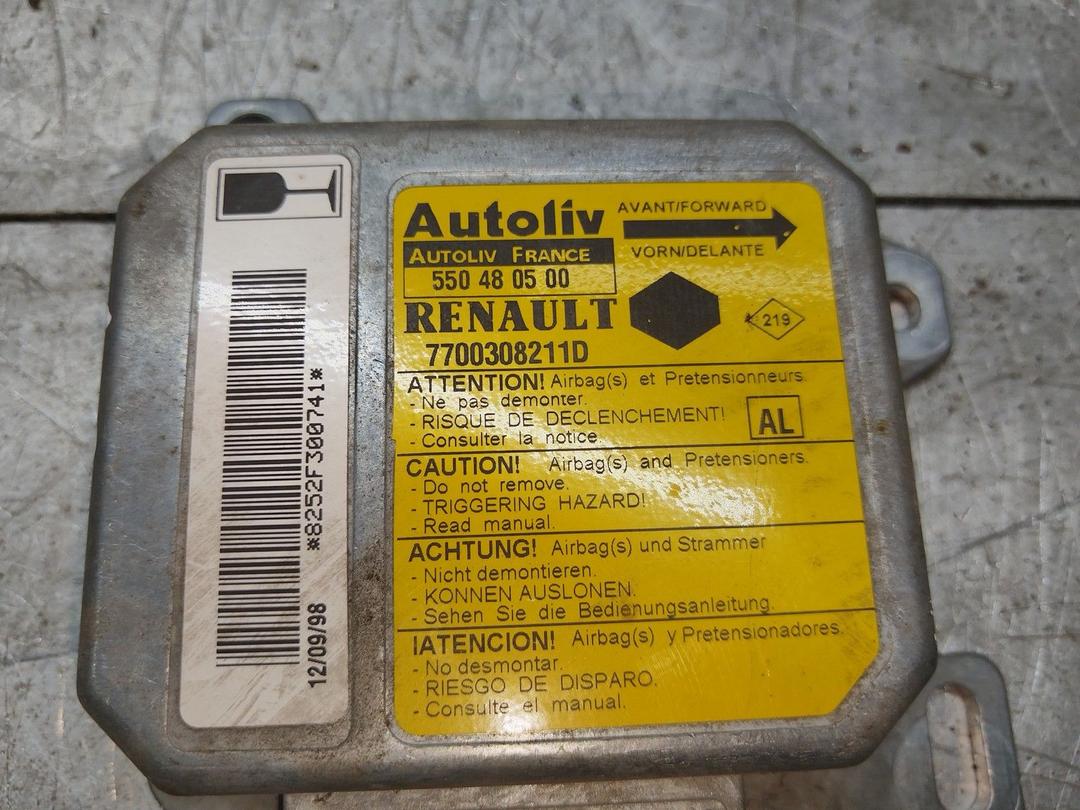 *8252F300741*
12/09/98
Autoliv
AUTOLIV FRANCE
550 48 05 00
AVANT/FORWARD
VORN/DELANTE
RENAULT
219
7700308211D
ATTENTION! Airbag(s) et Pretensionneurs.
- Ne pas demonter.
- RISQUE DE DECLENCHEMENT!
- Consulter la notice.
AL
CAUTION! Airbag(s) and Pretensioners.
- Do not remove.
- TRIGGERING HAZARD!
- Read manual.
ACHTUNG! Airbag(s) und Strammer
- Nicht demontieren.
- KONNEN AUSLONEN.
- Sehen Sie die Bedienungsanleitung.
IATENCION! Airbag(s) y Pretensionadores.
- No desmontar.
- RIESGO DE DISPARO.
- Consulte el manual.